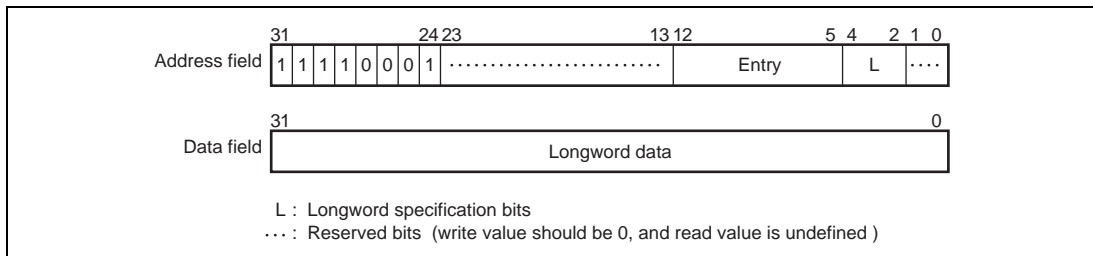 31 24 23 13 12 5 4 2 1 0
Address field 1 1 1 1 0 0 0 1 ·························· Entry L ····
31 0
Data field Longword data
L : Longword specification bits
··· : Reserved bits (write value should be 0, and read value is undefined )